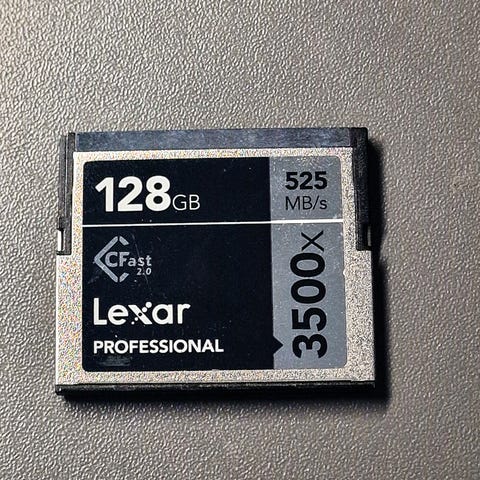 128GB
525
MB/s
CFast
2.0
Lexar
PROFESSIONAL
3500x